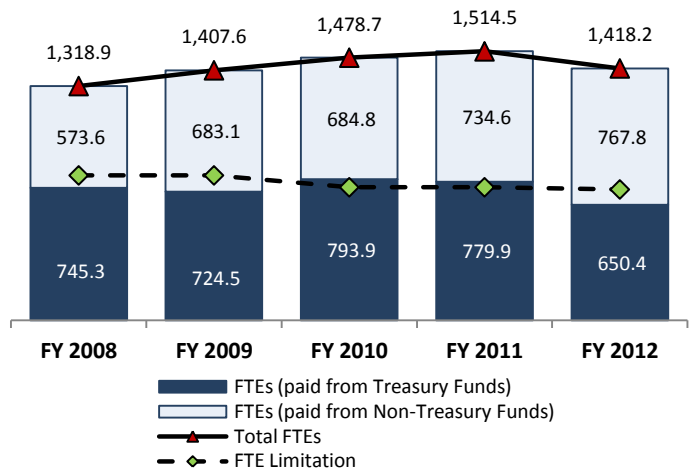 1,318.9 1,407.6 1,478.7 1,514.5 1,418.2
573.6 683.1 684.8 734.6 767.8
745.3 724.5 793.9 779.9 650.4
FY 2008 FY 2009 FY 2010 FY 2011 FY 2012
FTEs (paid from Treasury Funds)
FTEs (paid from Non-Treasury Funds)
Total FTEs
FTE Limitation